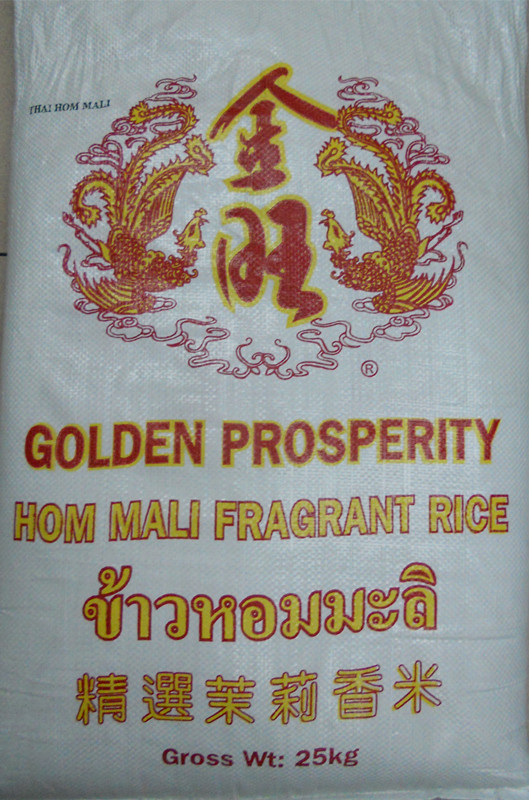 THAI HOM MALI
金
旺
®
GOLDEN PROSPERITY
HOM MALI FRAGRANT RICE
ข้าวหอมมะลิ
精選茉莉香米
Gross Wt: 25kg